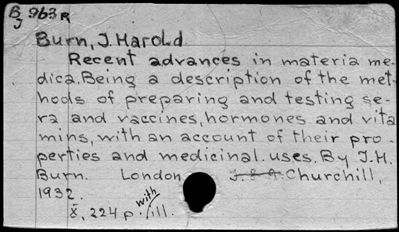 B
J 963 R
Burn, J. Harold
Recent advances in materia me-
dica. Being a description of the met-
hods of preparing and testing se-
ra and vaccines, hormones and vita
mins, with an account of their pro
perties and medicinal uses. By J. H.
Burn. London J. & A. Churchill,
1932.
X, 224 p. with ill.